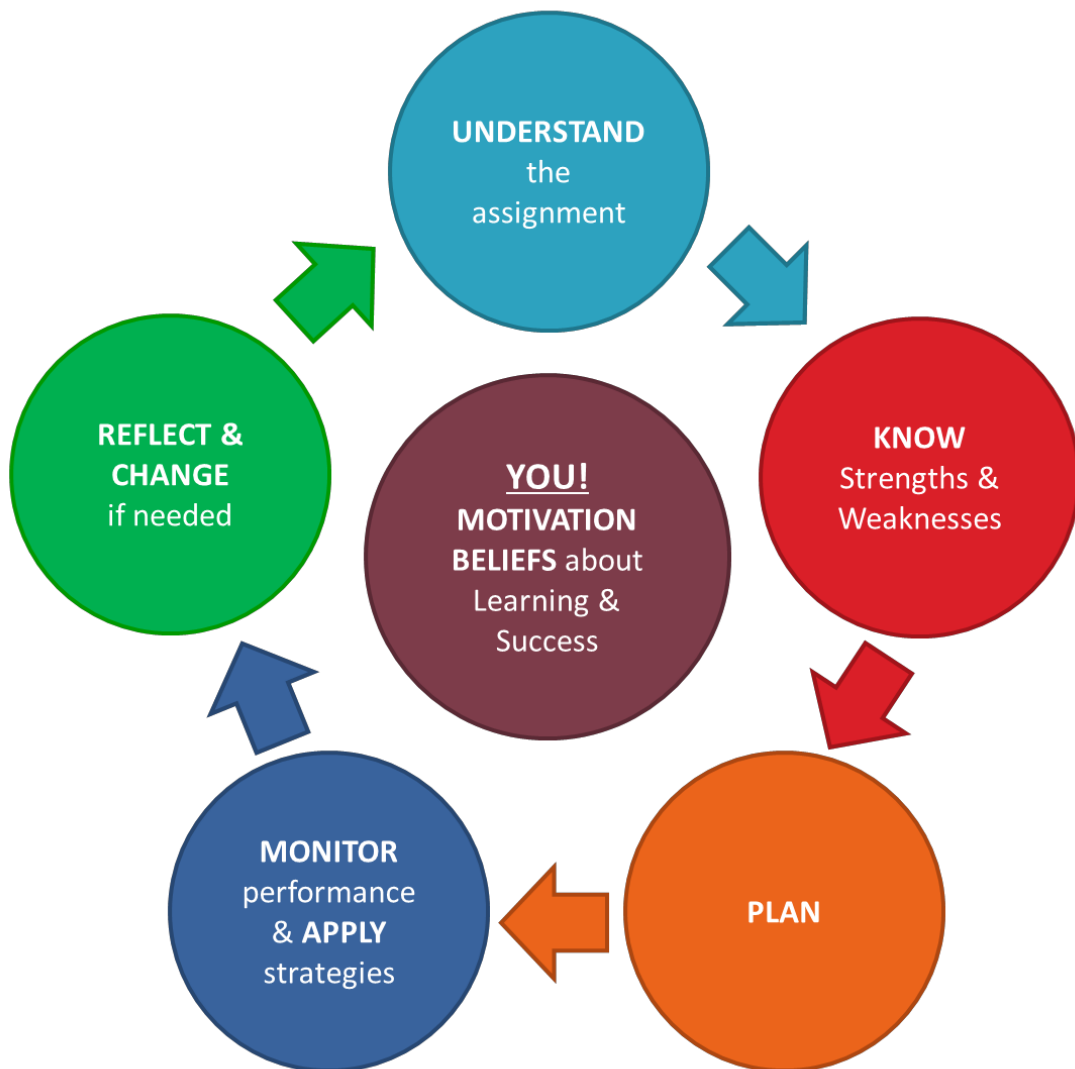 UNDERSTAND
the
assignment
KNOW
Strengths &
Weaknesses
PLAN
MONITOR
performance
& APPLY
strategies
REFLECT &
CHANGE
if needed
YOU!
MOTIVATION
BELIEFS about
Learning &
Success